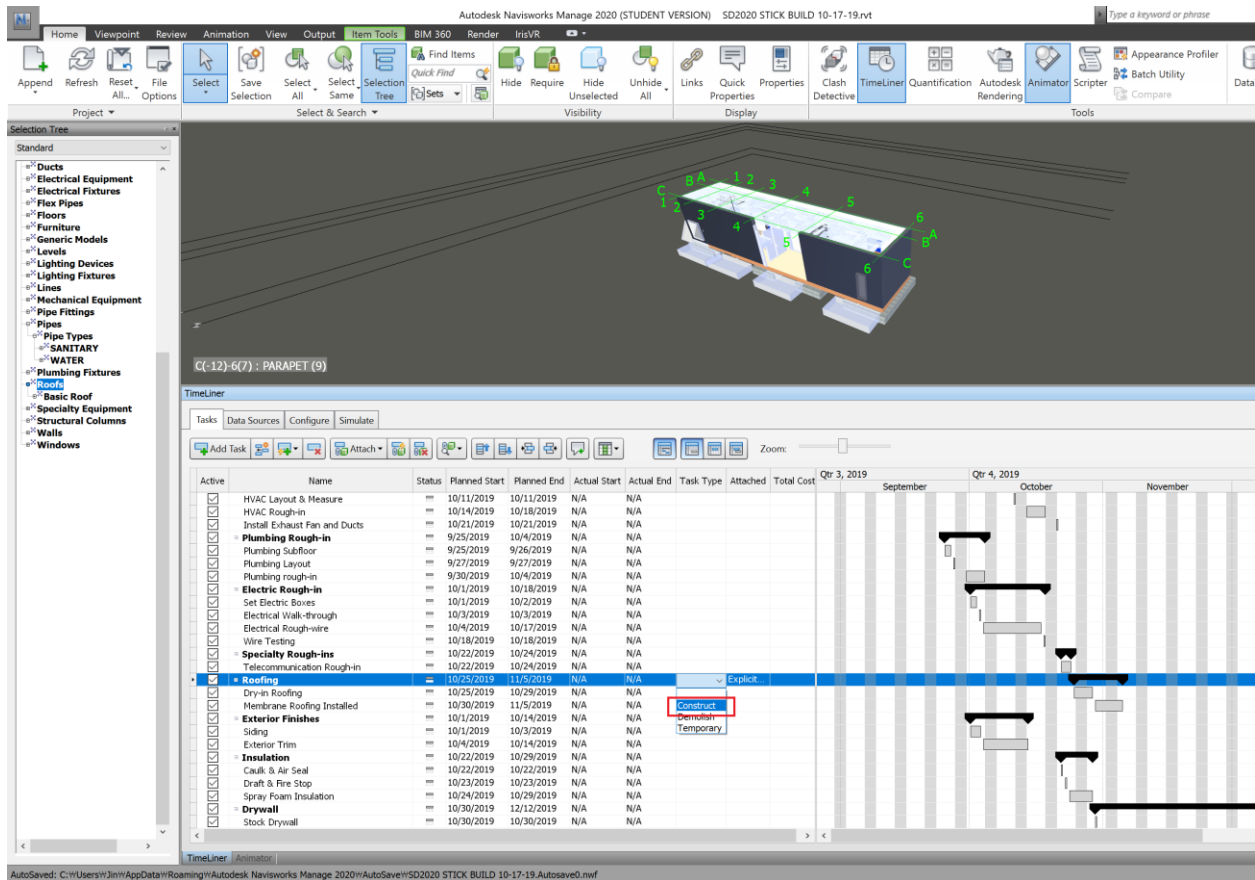 Autodesk Navisworks Manage 2020 (STUDENT VERSION) SD2020 STICK BUILD 10-17-19.rvt
Type a keyword or phrase
Home Viewpoint Review Animation View Output Item Tools BIM 360 Render IrisVR
Append Refresh Reset All... File Options Select Save Selection Select All Select Same Selection Tree Find Items Quick Find Sets Hide Require Hide Unselected Unhide All Links Quick Properties Properties Clash Detective TimeLiner Quantification Autodesk Rendering Animator Scripter Appearance Profiler Batch Utility Compare Data
Project Select & Search Visibility Display Tools
Selection Tree
Standard
Ducts
Electrical Equipment
Electrical Fixtures
Flex Pipes
Floors
Furniture
Generic Models
Levels
Lighting Devices
Lighting Fixtures
Lines
Mechanical Equipment
Pipe Fittings
Pipes
Pipe Types
SANITARY
WATER
Plumbing Fixtures
Roofs
Basic Roof
Specialty Equipment
Structural Columns
Walls
Windows
C B A 1 2 3 4 5 6
1 2 3 4 5 6 A B C
z
C(-12)-6(7) : PARAPET (9)
TimeLiner
Tasks Data Sources Configure Simulate
Add Task Attach Zoom:
Active Name Status Planned Start Planned End Actual Start Actual End Task Type Attached Total Cost
Qtr 3, 2019 Qtr 4, 2019
September October November
HVAC Layout & Measure 10/11/2019 10/11/2019 N/A N/A
HVAC Rough-in 10/14/2019 10/18/2019 N/A N/A
Install Exhaust Fan and Ducts 10/21/2019 10/21/2019 N/A N/A
Plumbing Rough-in 9/25/2019 10/4/2019 N/A N/A
Plumbing Subfloor 9/25/2019 9/26/2019 N/A N/A
Plumbing Layout 9/27/2019 9/27/2019 N/A N/A
Plumbing rough-in 9/30/2019 10/4/2019 N/A N/A
Electric Rough-in 10/1/2019 10/18/2019 N/A N/A
Set Electric Boxes 10/1/2019 10/2/2019 N/A N/A
Electrical Walk-through 10/3/2019 10/3/2019 N/A N/A
Electrical Rough-wire 10/4/2019 10/17/2019 N/A N/A
Wire Testing 10/18/2019 10/18/2019 N/A N/A
Specialty Rough-ins 10/22/2019 10/24/2019 N/A N/A
Telecommunication Rough-in 10/22/2019 10/24/2019 N/A N/A
Roofing 10/25/2019 11/5/2019 N/A N/A Explicit...
Dry-in Roofing 10/25/2019 10/29/2019 N/A N/A
Membrane Roofing Installed 10/30/2019 11/5/2019 N/A N/A Construct
Exterior Finishes 10/1/2019 10/14/2019 N/A N/A Demolish
Siding 10/1/2019 10/3/2019 N/A N/A Temporary
Exterior Trim 10/4/2019 10/14/2019 N/A N/A
Insulation 10/22/2019 10/29/2019 N/A N/A
Caulk & Air Seal 10/22/2019 10/22/2019 N/A N/A
Draft & Fire Stop 10/23/2019 10/23/2019 N/A N/A
Spray Foam Insulation 10/24/2019 10/29/2019 N/A N/A
Drywall 10/30/2019 12/12/2019 N/A N/A
Stock Drywall 10/30/2019 10/30/2019 N/A N/A
TimeLiner Animator
AutoSaved: C:₩Users₩Jin₩AppData₩Roaming₩Autodesk Navisworks Manage 2020₩AutoSave₩SD2020 STICK BUILD 10-17-19.Autosave0.nwf